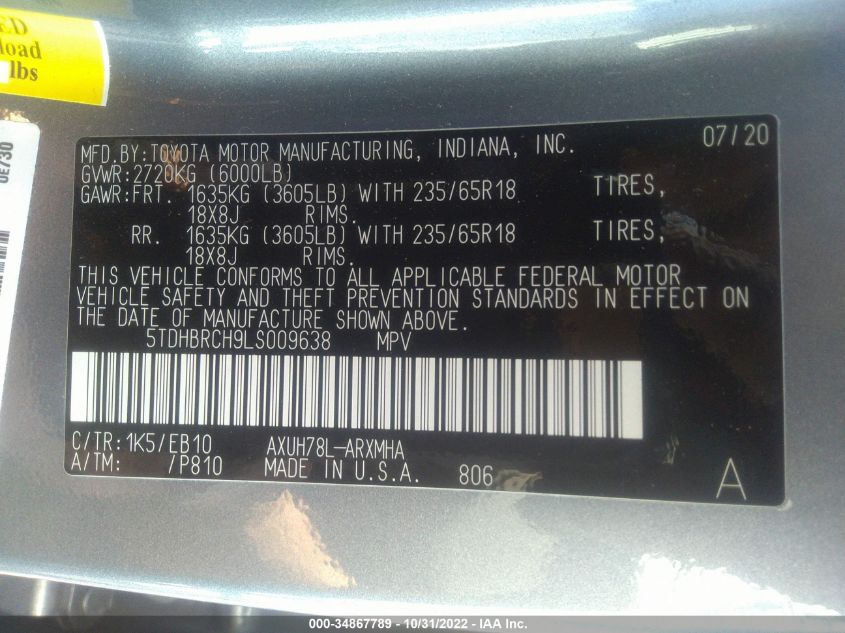 ED
load
lbs
0E730
07/20
MFD.BY:TOYOTA MOTOR MANUFACTURING, INDIANA, INC.
GVWR:2720KG (6000LB)
GAWR:FRT. 1635KG (3605LB) WITH 235/65R18 TIRES,
18X8J RIMS.
RR. 1635KG (3605LB) WITH 235/65R18 TIRES,
18X8J RIMS.
THIS VEHICLE CONFORMS TO ALL APPLICABLE FEDERAL MOTOR
VEHICLE SAFETY AND THEFT PREVENTION STANDARDS IN EFFECT ON
THE DATE OF MANUFACTURE SHOWN ABOVE.
5TDHBRCH9LS009638 MPV
C/TR:1K5/EB10 AXUH78L-ARXMHA
A/TM: /P810 MADE IN U.S.A. 806 A
000-34867789 - 10/31/2022 - IAA Inc.